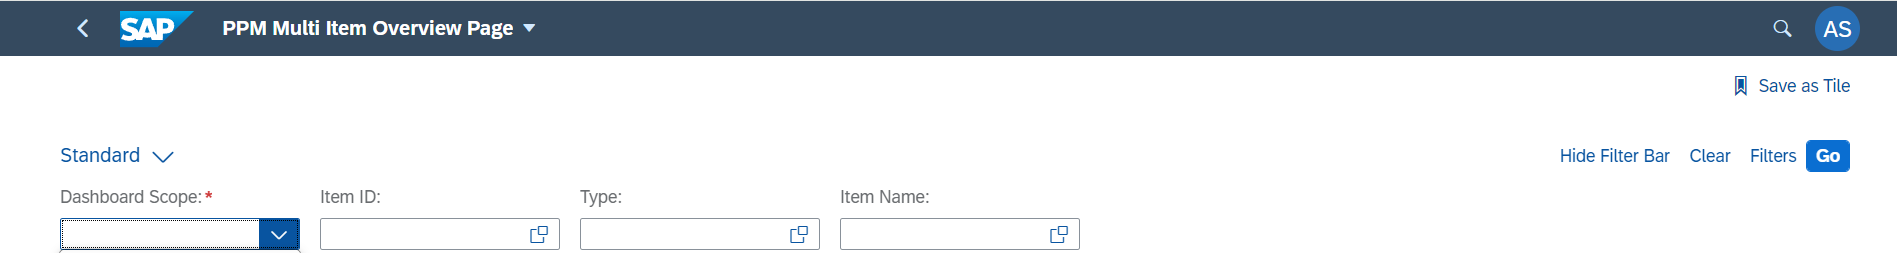 SAP PPM Multi Item Overview Page AS
Save as Tile
Standard Hide Filter Bar Clear Filters Go
Dashboard Scope:* Item ID: Type: Item Name: